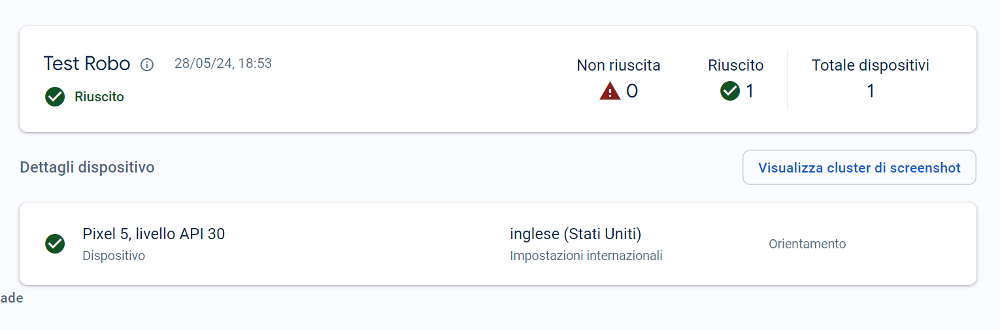 Test Robo 28/05/24, 18:53
Riuscito
Non riuscita
0
Riuscito
1
Totale dispositivi
1
Dettagli dispositivo
Visualizza cluster di screenshot
Pixel 5, livello API 30
Dispositivo
inglese (Stati Uniti)
Impostazioni internazionali
Orientamento
ade